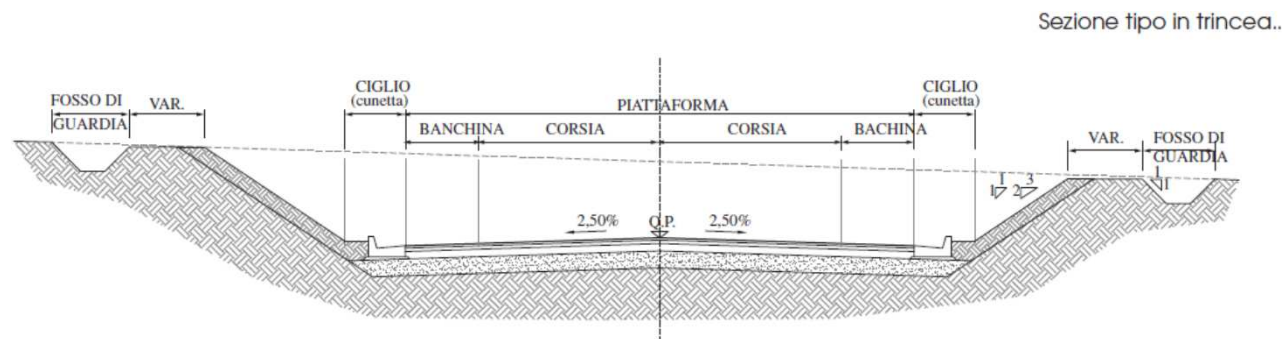 Sezione tipo in trincea..
CIGLIO
(cunetta)
CIGLIO
(cunetta)
FOSSO DI
GUARDIA
VAR.
PIATTAFORMA
VAR.
FOSSO DI
GUARDIA
BANCHINA
CORSIA
CORSIA
BACHINA
1
1
3
2
1
1
2,50%
Q.P.
2,50%